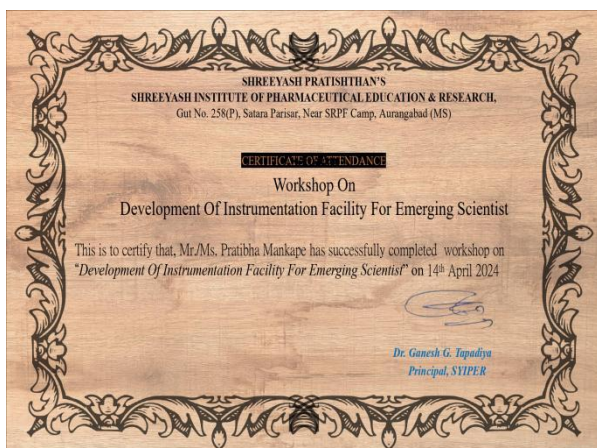 SHREEYASH PRATISHTHAN'S
SHREEYASH INSTITUTE OF PHARMACEUTICAL EDUCATION & RESEARCH,
Gut No. 258(P), Satara Parisar, Near SRPF Camp, Aurangabad (MS)
CERTIFICATE OF ATTENDANCE
Workshop On
Development Of Instrumentation Facility For Emerging Scientist
This is to certify that, Mr./Ms. Pratibha Mankape has successfully completed workshop on
“Development Of Instrumentation Facility For Emerging Scientist” on 14th April 2024
Dr. Ganesh G. Tapadiya
Principal, SYIPER